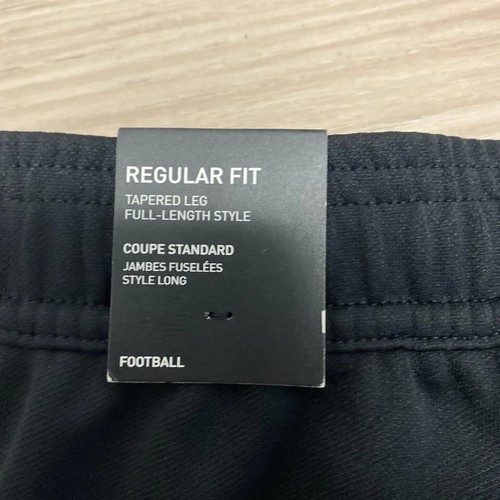 REGULAR FIT
TAPERED LEG
FULL-LENGTH STYLE
COUPE STANDARD
JAMBES FUSELÉES
STYLE LONG
FOOTBALL